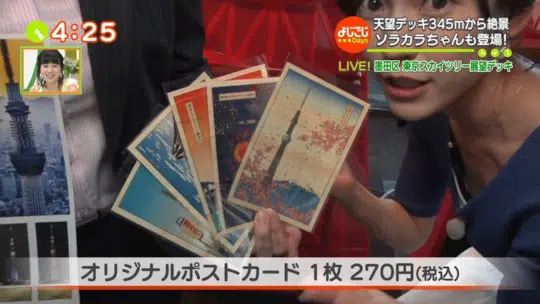 4:25
よじごじ
Days
天望デッキ345mから絶景
ソラカラちゃんも登場!
LIVE! 墨田区 東京スカイツリー展望デッキ
オリジナルポストカード 1枚 270円(税込)